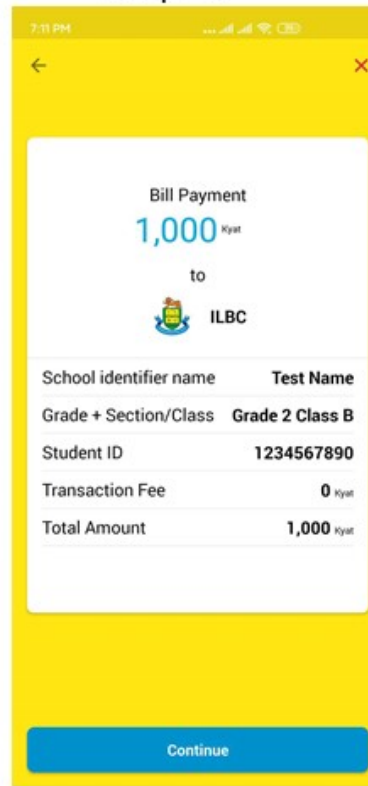 7:11 PM
Bill Payment
1,000 Kyat
to
ILBC
School identifier name Test Name
Grade + Section/Class Grade 2 Class B
Student ID 1234567890
Transaction Fee 0 Kyat
Total Amount 1,000 Kyat
Continue